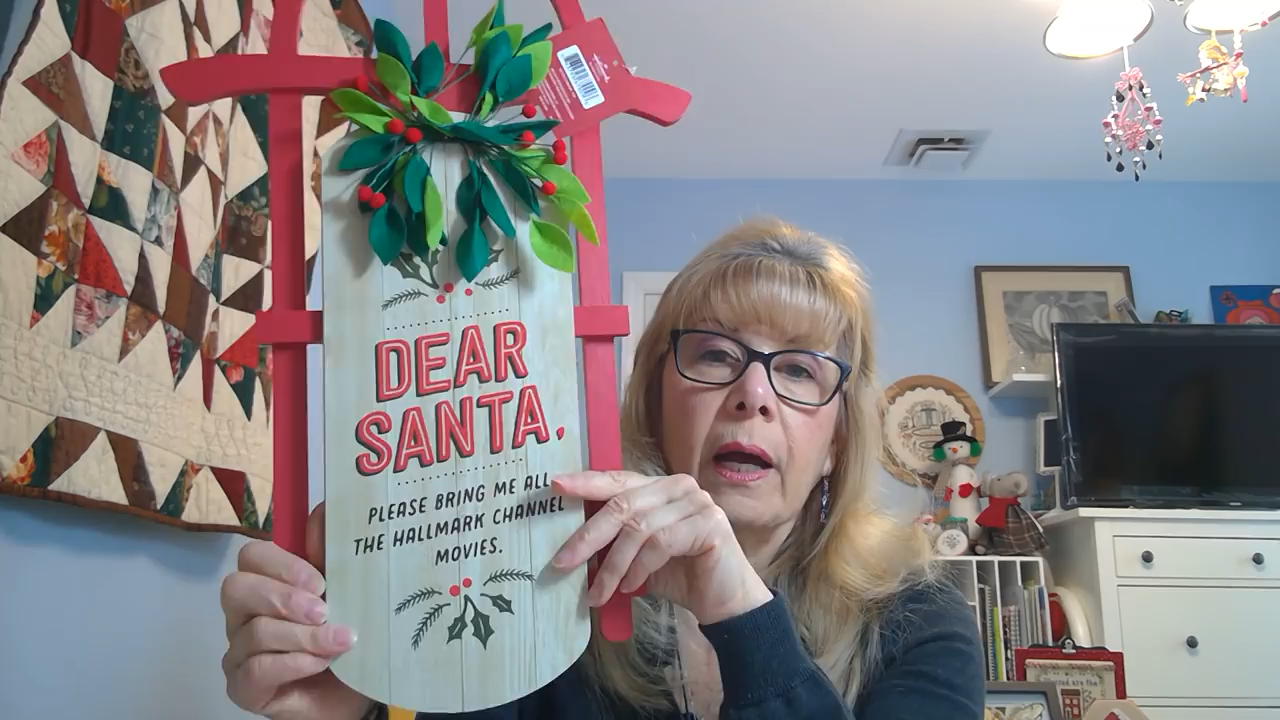 DEAR
SANTA,
PLEASE BRING ME ALL
THE HALLMARK CHANNEL
MOVIES.